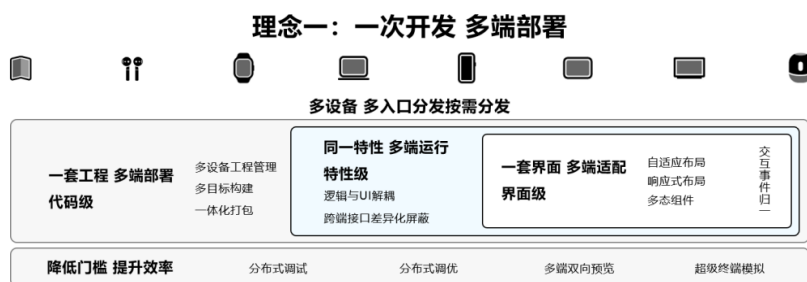 理念一：一次开发 多端部署
多设备 多入口分发按需分发
一套工程 多端部署
代码级
多设备工程管理
多目标构建
一体化打包
同一特性 多端运行
特性级
逻辑与UI解耦
跨端接口差异化屏蔽
一套界面 多端适配
界面级
自适应布局
响应式布局
多态组件
交互事件归一
降低门槛 提升效率
分布式调试
分布式调优
多端双向预览
超级终端模拟